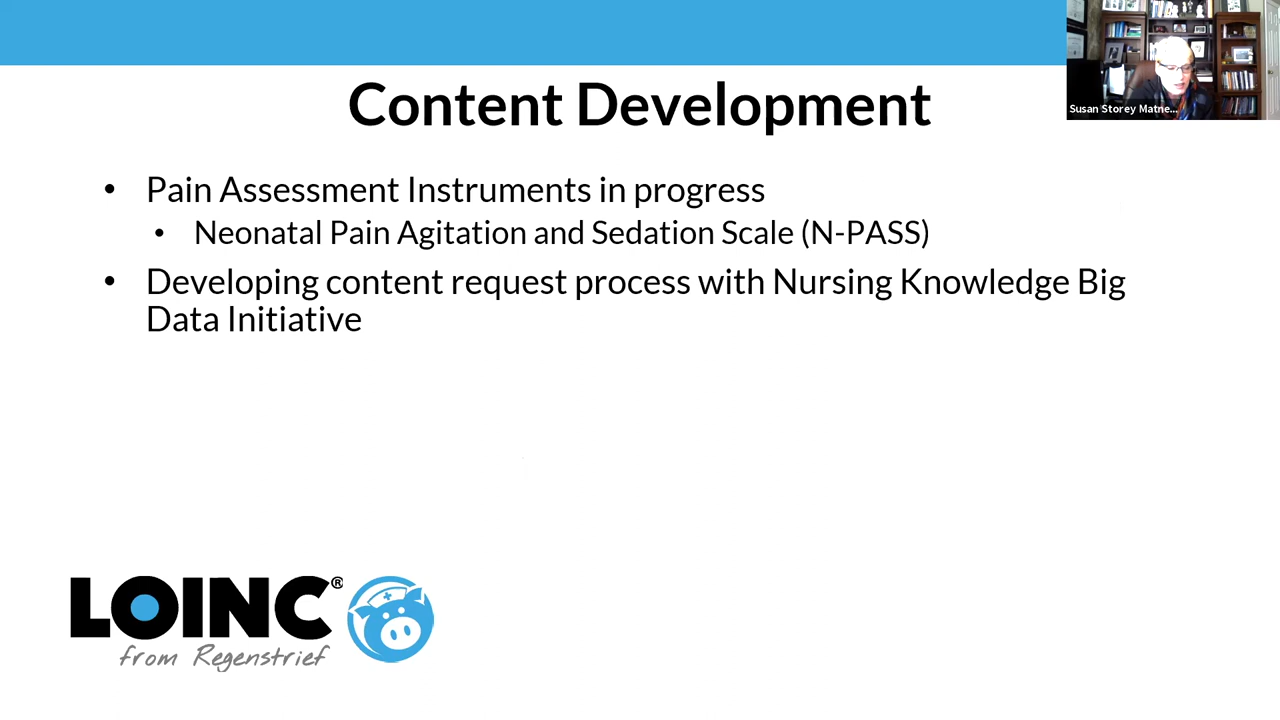 Content Development
Susan Storey Matne...
• Pain Assessment Instruments in progress
• Neonatal Pain Agitation and Sedation Scale (N-PASS)
• Developing content request process with Nursing Knowledge Big
Data Initiative
LOINC®
from Regenstrief